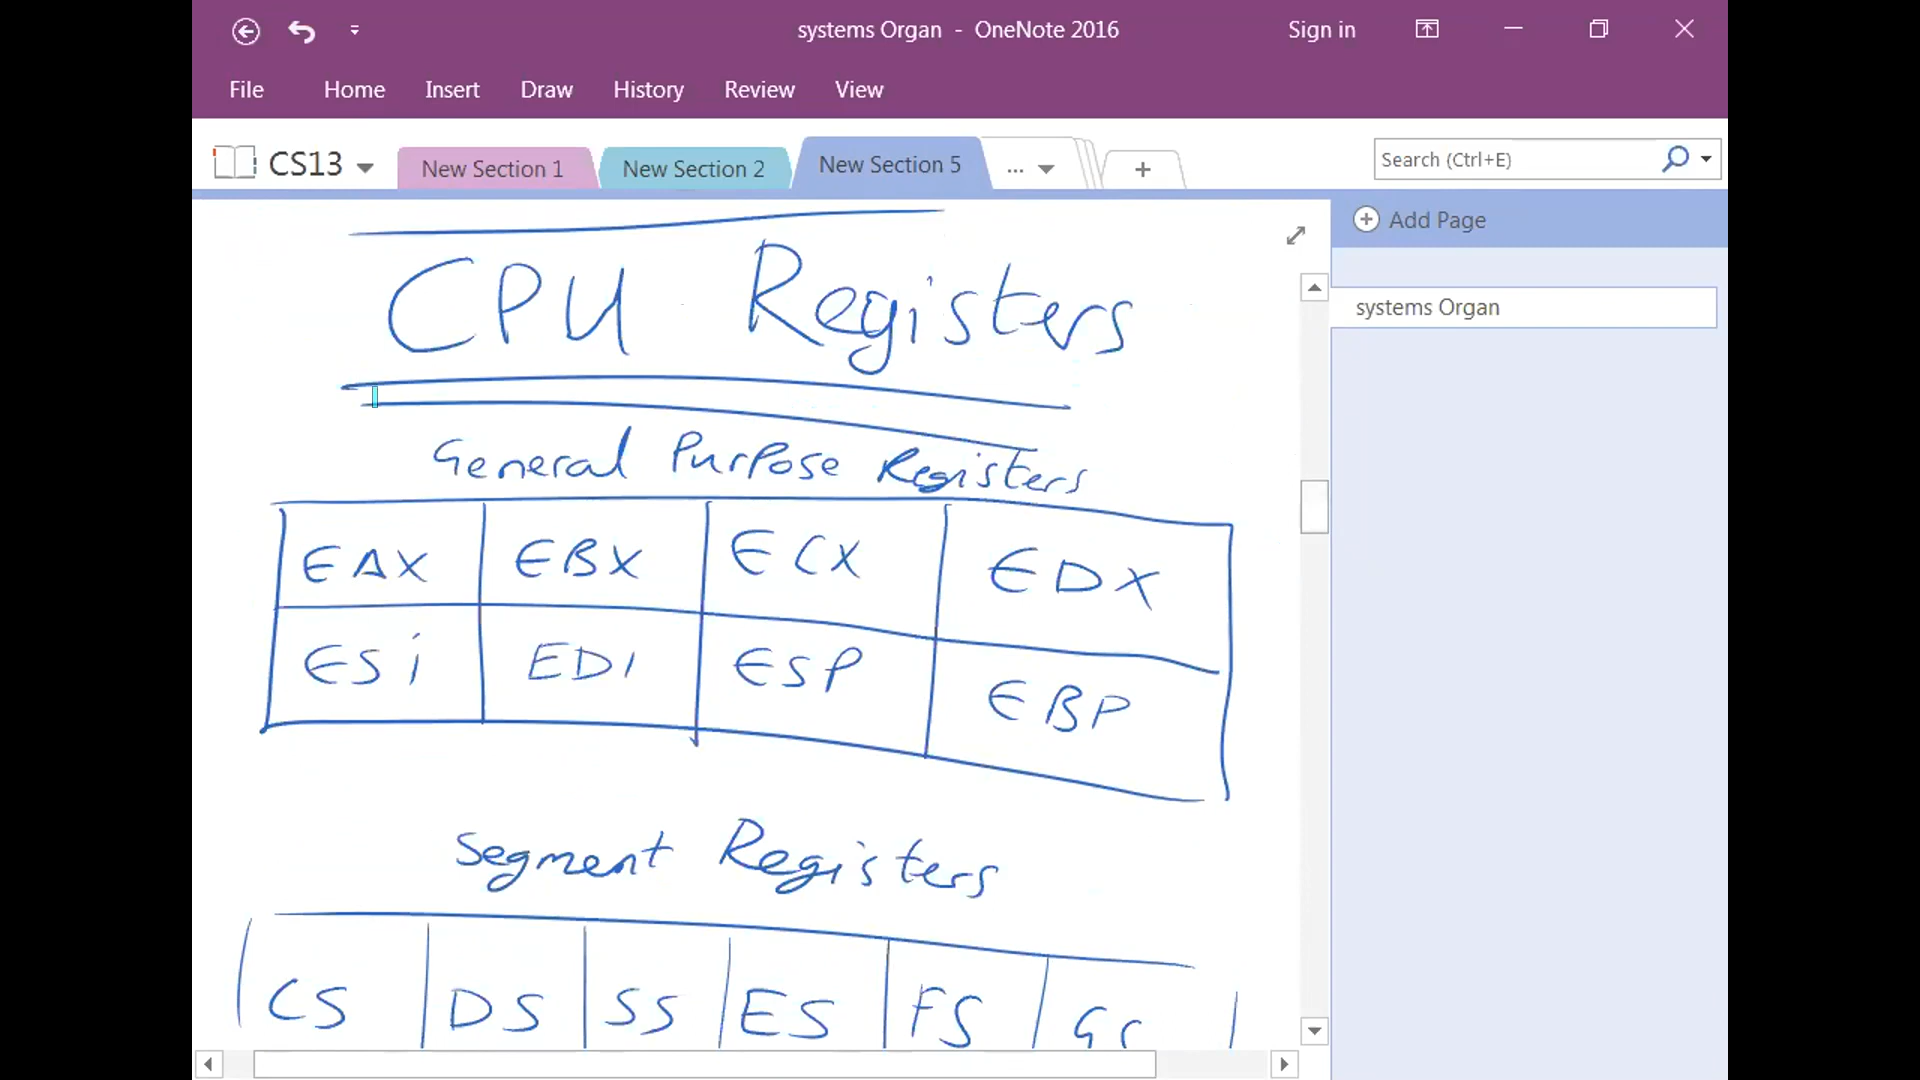 systems Organ - OneNote 2016
Sign in
File Home Insert Draw History Review View
CS13
New Section 1
New Section 2
New Section 5
...
Search (Ctrl+E)
Add Page
systems Organ
CPU Registers
General Purpose Registers
EAX EBX ECX EDX
ESi EDI ESP EBP
Segment Registers
CS DS SS ES FS GS